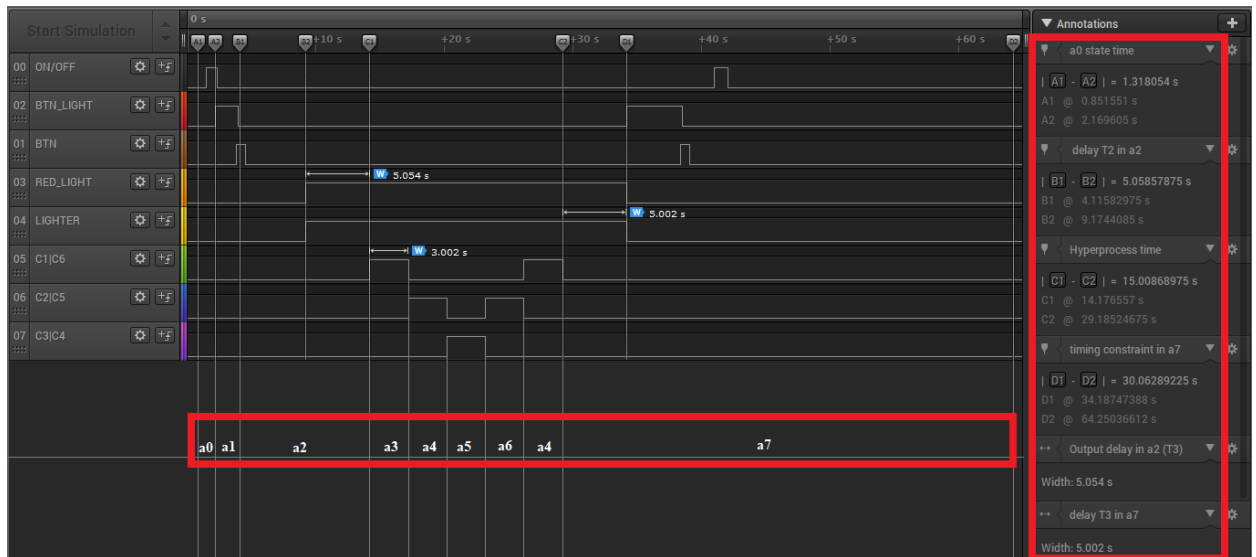 Start Simulation
0 s
+10 s
+20 s
+30 s
+40 s
+50 s
+60 s
A1 A2 B1 B2 C1 C2 D1 D2
00 ON/OFF
02 BTN_LIGHT
01 BTN
03 RED_LIGHT
W 5.054 s
04 LIGHTER
W 5.002 s
05 C1|C6
W 3.002 s
06 C2|C5
07 C3|C4
a0 a1 a2 a3 a4 a5 a6 a4 a7
Annotations
a0 state time
| A1 - A2 | = 1.318054 s
A1 @ 0.851551 s
A2 @ 2.169605 s
delay T2 in a2
| B1 - B2 | = 5.05857875 s
B1 @ 4.11582975 s
B2 @ 9.1744085 s
Hyperprocess time
| C1 - C2 | = 15.00868975 s
C1 @ 14.176557 s
C2 @ 29.18524675 s
timing constraint in a7
| D1 - D2 | = 30.06289225 s
D1 @ 34.18747388 s
D2 @ 64.25036612 s
Output delay in a2 (T3)
Width: 5.054 s
delay T3 in a7
Width: 5.002 s